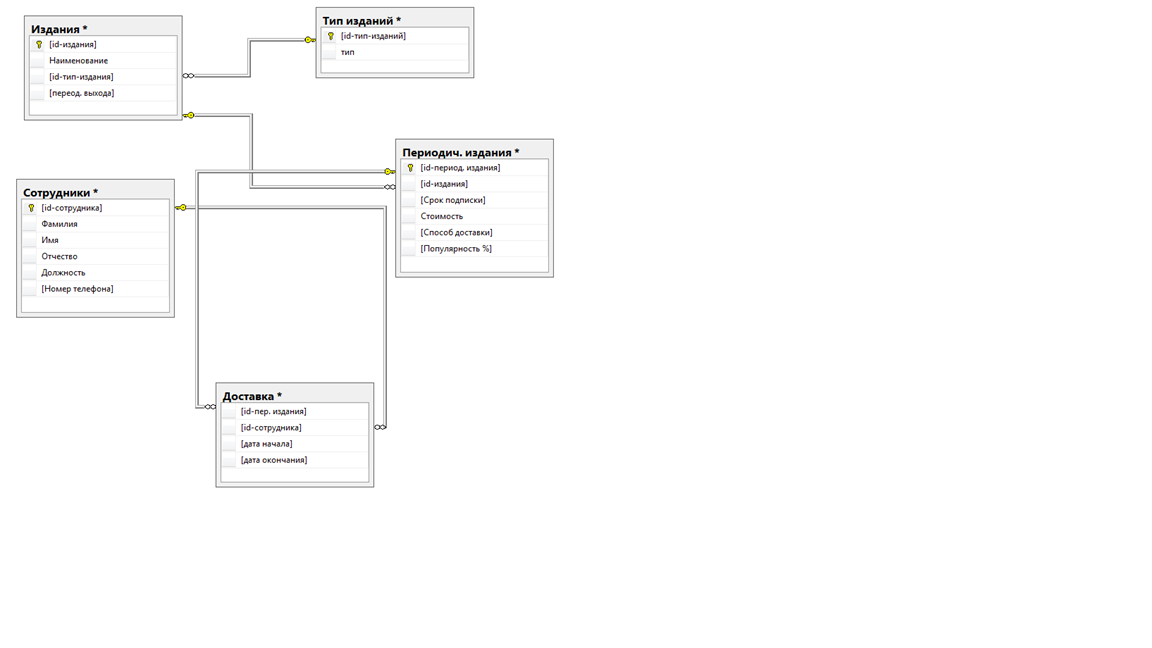 Издания *
[id-издания]
Наименование
[id-тип-издания]
[переод. выхода]
Тип изданий *
[id-тип-изданий]
тип
Периодич. издания *
[id-период. издания]
[id-издания]
[Срок подписки]
Стоимость
[Способ доставки]
[Популярность %]
Сотрудники *
[id-сотрудника]
Фамилия
Имя
Отчество
Должность
[Номер телефона]
Доставка *
[id-пер. издания]
[id-сотрудника]
[дата начала]
[дата окончания]